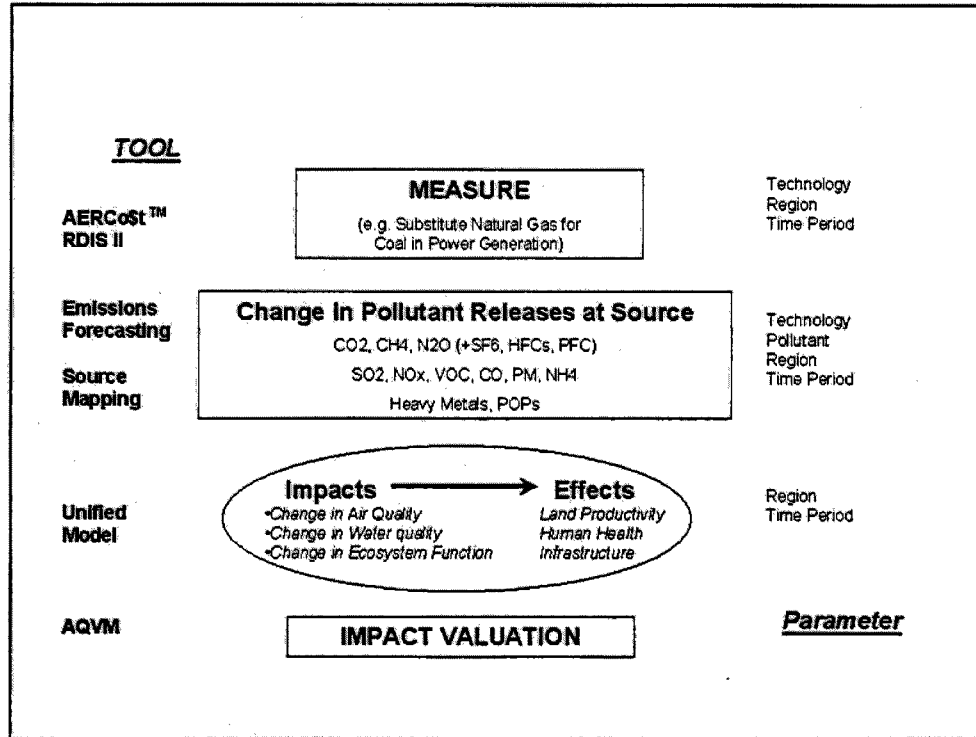 TOOL
MEASURE
(e.g. Substitute Natural Gas for
Coal in Power Generation)
AERCo$t™
RDIS II
Technology
Region
Time Period
Emissions
Forecasting
Source
Mapping
Change in Pollutant Releases at Source
CO2, CH4, N2O (+SF6, HFCs, PFC)
SO2, NOx, VOC, CO, PM, NH4
Heavy Metals, POPs
Technology
Pollutant
Region
Time Period
Unified
Model
Impacts
•Change in Air Quality
•Change in Water quality
•Change in Ecosystem Function
Effects
Land Productivity
Human Health
Infrastructure
Region
Time Period
AQVM
IMPACT VALUATION
Parameter